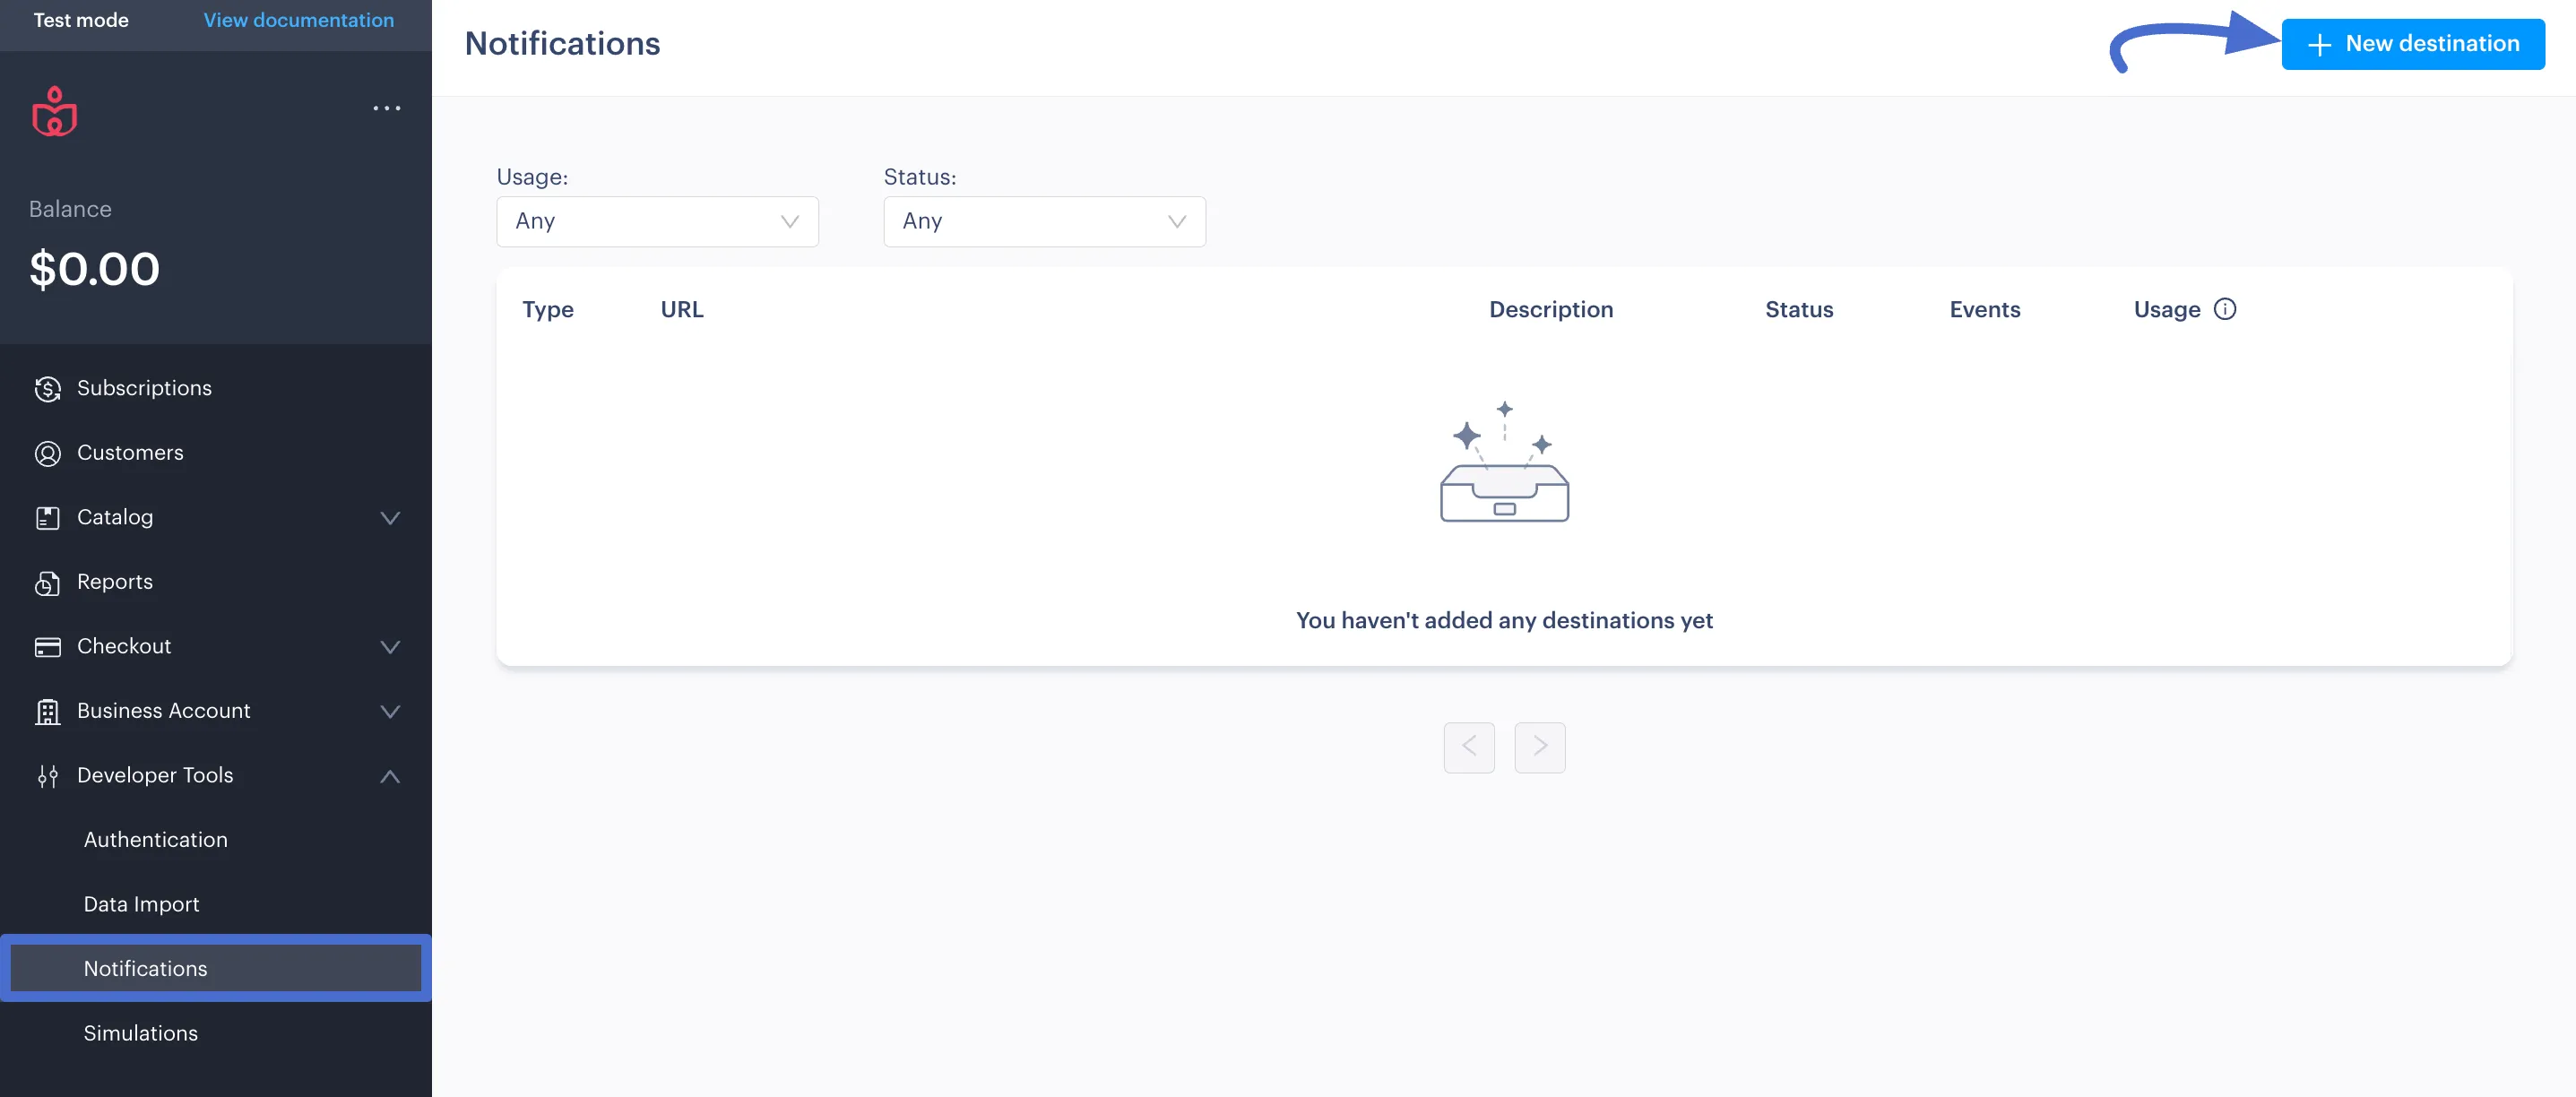 Test mode
View documentation
Balance
$0.00
Subscriptions
Customers
Catalog
Reports
Checkout
Business Account
Developer Tools
Authentication
Data Import
Notifications
Simulations
Notifications
New destination
Usage:
Any
Status:
Any
Type URL Description Status Events Usage
You haven't added any destinations yet